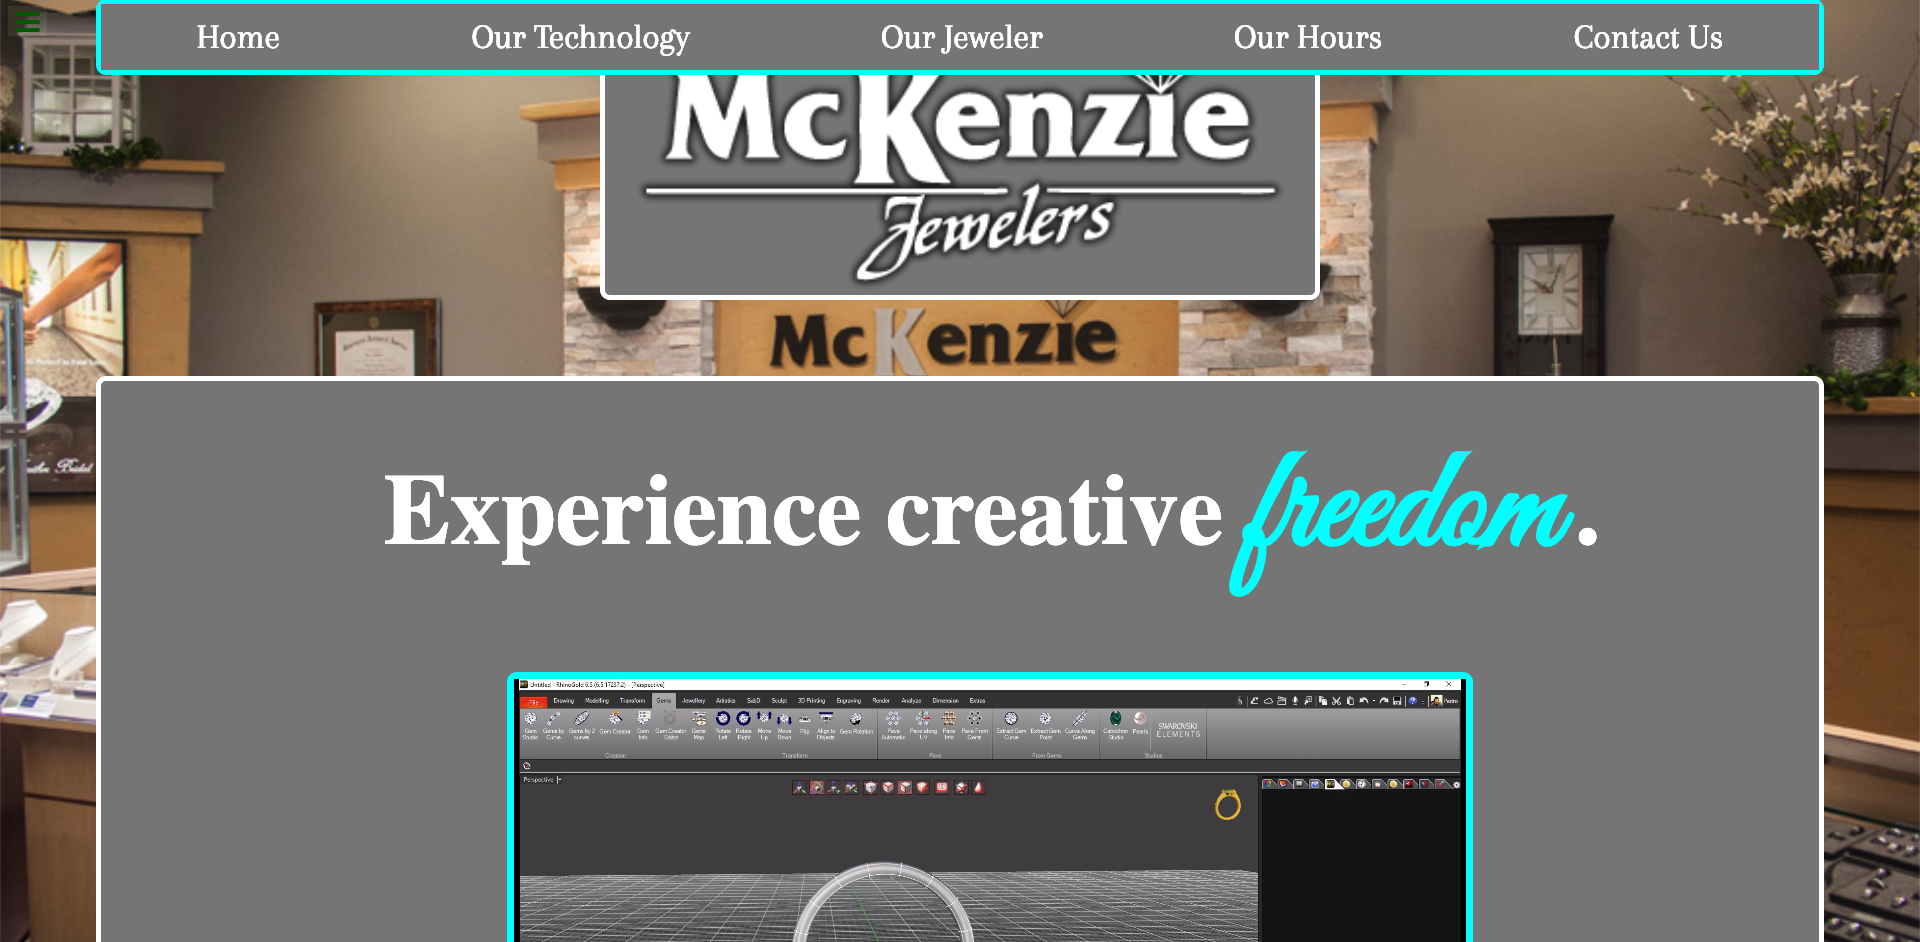 Home Our Technology Our Jeweler Our Hours Contact Us
McKenzie
Jewelers
McKenzie
Experience creative freedom.
Untitled - RhinoGold 6.5 (6.5.17237.2) - [Perspective]
File Drawing Modelling Transform Gems Jewellery Artistics SubD Sculpt 3D Printing Engraving Render Analyze Dimension Extras
Pedro
Gem Studio Gems by Curve Gems by 2 curves Gem Creator Gem Info Gem Creator Editor Gems Map Rotate Left Rotate Right Move Up Move Down Flip Align to Objects Gem Rotation Pave Automatic Pave along UV Pave Info Pave From Gems Extract Gem Curve Extract Gem Point Curve Along Gems Cabochon Studio Pearls SWAROVSKI ELEMENTS
Creation Transform Pave From Gems Studios
Perspective